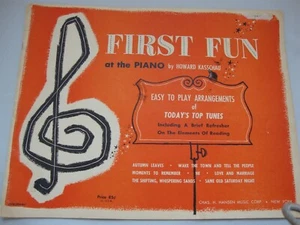 FIRST FUN
at the PIANO by HOWARD KASSCHAU
EASY TO PLAY ARRANGEMENTS
of
TODAY'S TOP TUNES
Including A Brief Refresher
On The Elements Of Reading
AUTUMN LEAVES • WAKE THE TOWN AND TELL THE PEOPLE
MOMENTS TO REMEMBER • HE • LOVE AND MARRIAGE
THE SHIFTING, WHISPERING SANDS • SAME OLD SATURDAY NIGHT
CHAS. H. HANSEN MUSIC CORP. • NEW YORK